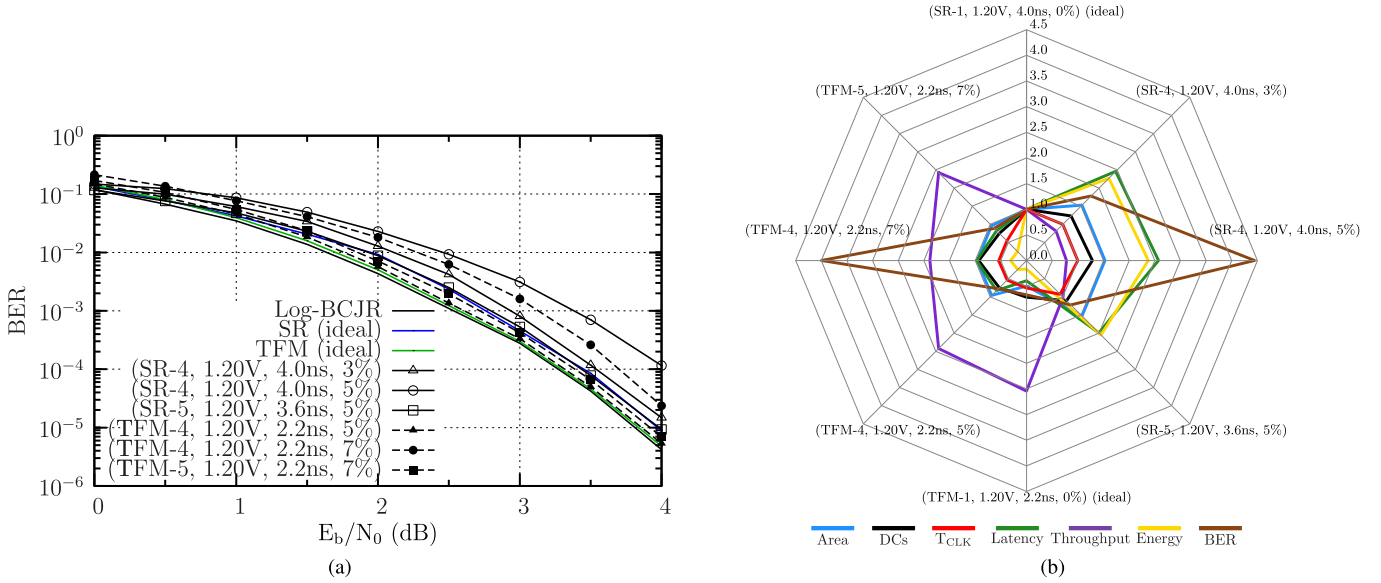 10^0
10^-1
10^-2
10^-3
10^-4
10^-5
10^-6
BER
0
1
2
3
4
E_b/N_0 (dB)
Log-BCJR
SR (ideal)
TFM (ideal)
(SR-4, 1.20V, 4.0ns, 3%)
(SR-4, 1.20V, 4.0ns, 5%)
(SR-5, 1.20V, 3.6ns, 5%)
(TFM-4, 1.20V, 2.2ns, 5%)
(TFM-4, 1.20V, 2.2ns, 7%)
(TFM-5, 1.20V, 2.2ns, 7%)
(a)
(SR-1, 1.20V, 4.0ns, 0%) (ideal)
4.5
4.0
3.5
3.0
2.5
2.0
1.5
1.0
0.5
0.0
(TFM-5, 1.20V, 2.2ns, 7%)
(SR-4, 1.20V, 4.0ns, 3%)
(TFM-4, 1.20V, 2.2ns, 7%)
(SR-4, 1.20V, 4.0ns, 5%)
(TFM-4, 1.20V, 2.2ns, 5%)
(SR-5, 1.20V, 3.6ns, 5%)
(TFM-1, 1.20V, 2.2ns, 0%) (ideal)
Area DCs T_CLK Latency Throughput Energy BER
(b)